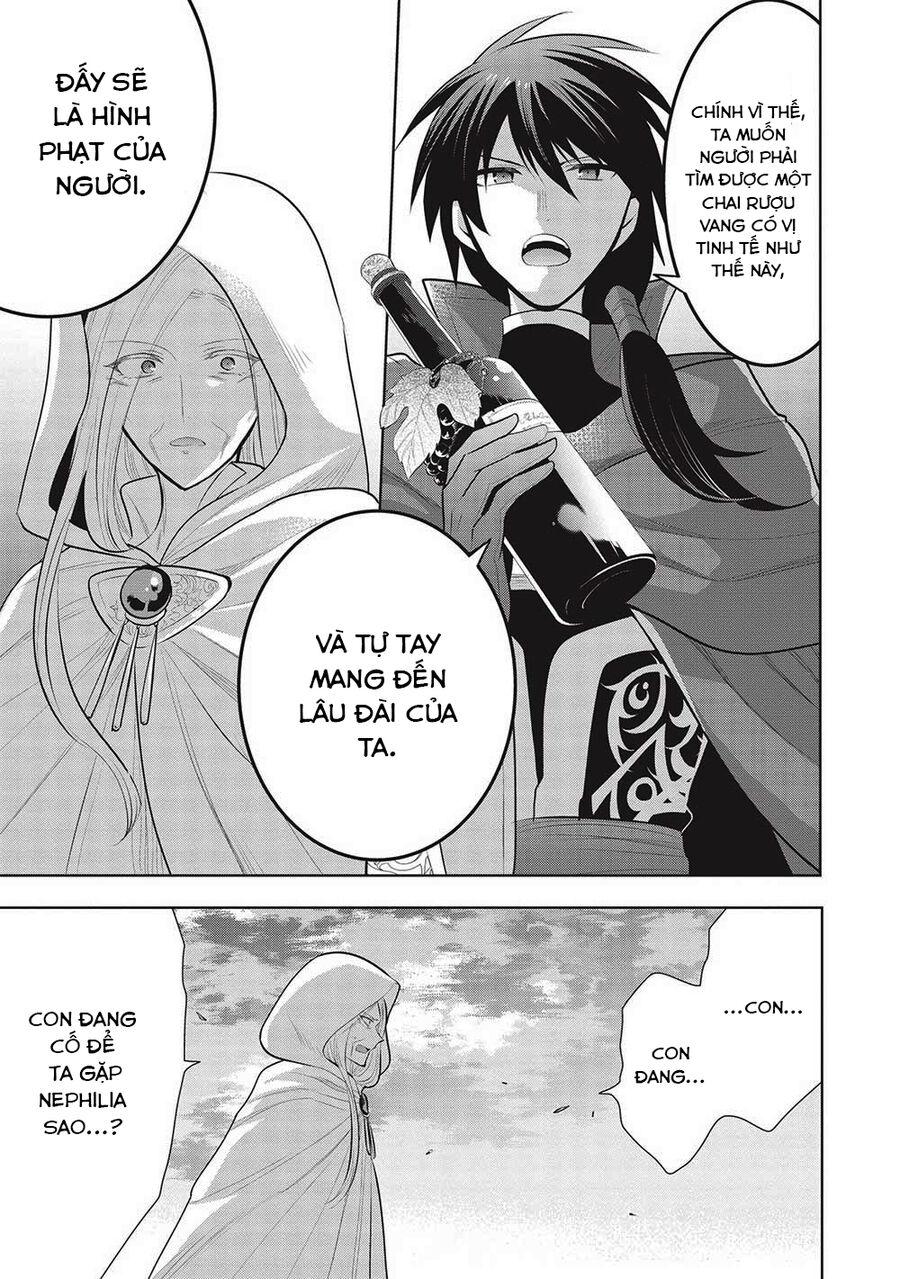 CHÍNH VÌ THẾ,
TA MUỐN
NGƯỜI PHẢI
TÌM ĐƯỢC MỘT
CHAI RƯỢU
VANG CÓ VỊ
TINH TẾ NHƯ
THẾ NÀY,
VÀ TỰ TAY
MANG ĐẾN
LÂU ĐÀI CỦA
TA.
ĐẤY SẼ
LÀ HÌNH
PHẠT CỦA
NGƯỜI.
...CON...
CON
ĐANG...
CON ĐANG
CỐ ĐỂ
TA GẶP
NEPHILIA
SAO...?